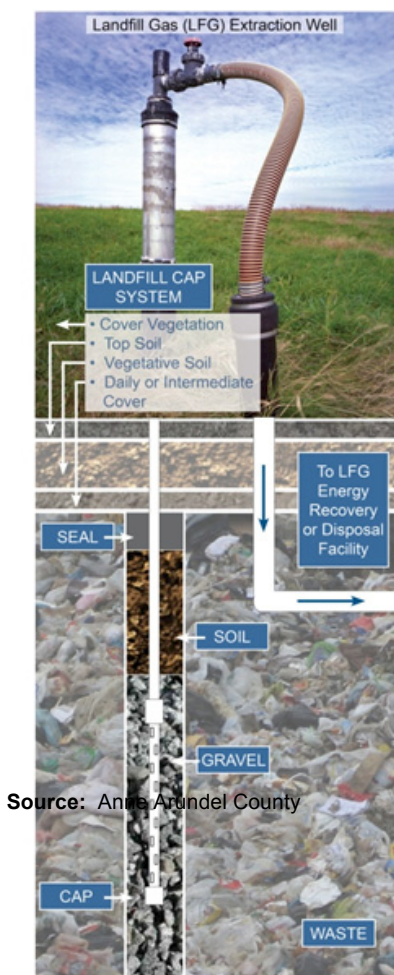 Landfill Gas (LFG) Extraction Well
LANDFILL CAP
SYSTEM
• Cover Vegetation
• Top Soil
• Vegetative Soil
• Daily or Intermediate
Cover
To LFG
Energy
Recovery
or Disposal
Facility
SEAL
SOIL
GRAVEL
Source: Anne Arundel County
CAP
WASTE